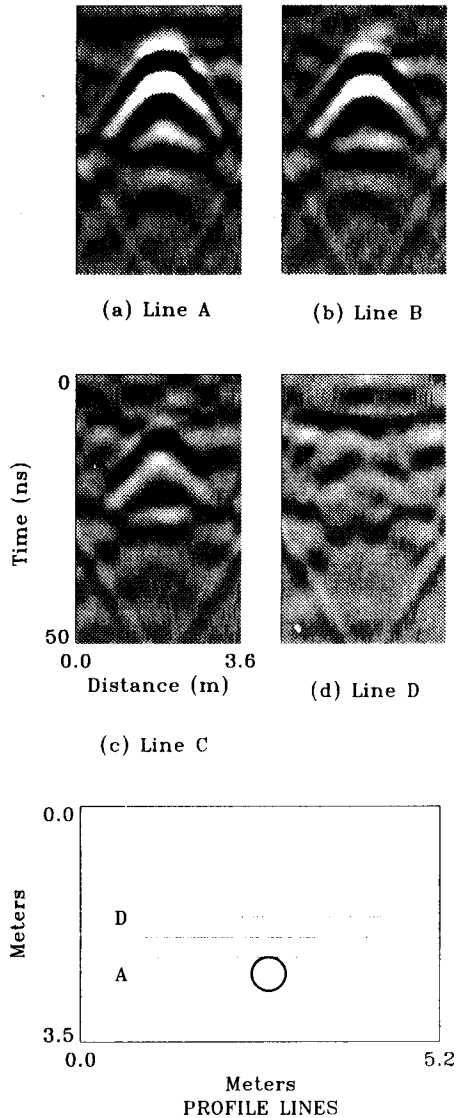 (a) Line A
(b) Line B
0
Time (ns)
50
0.0
3.6
Distance (m)
(c) Line C
(d) Line D
0.0
Meters
D
A
3.5
0.0
5.2
Meters
PROFILE LINES